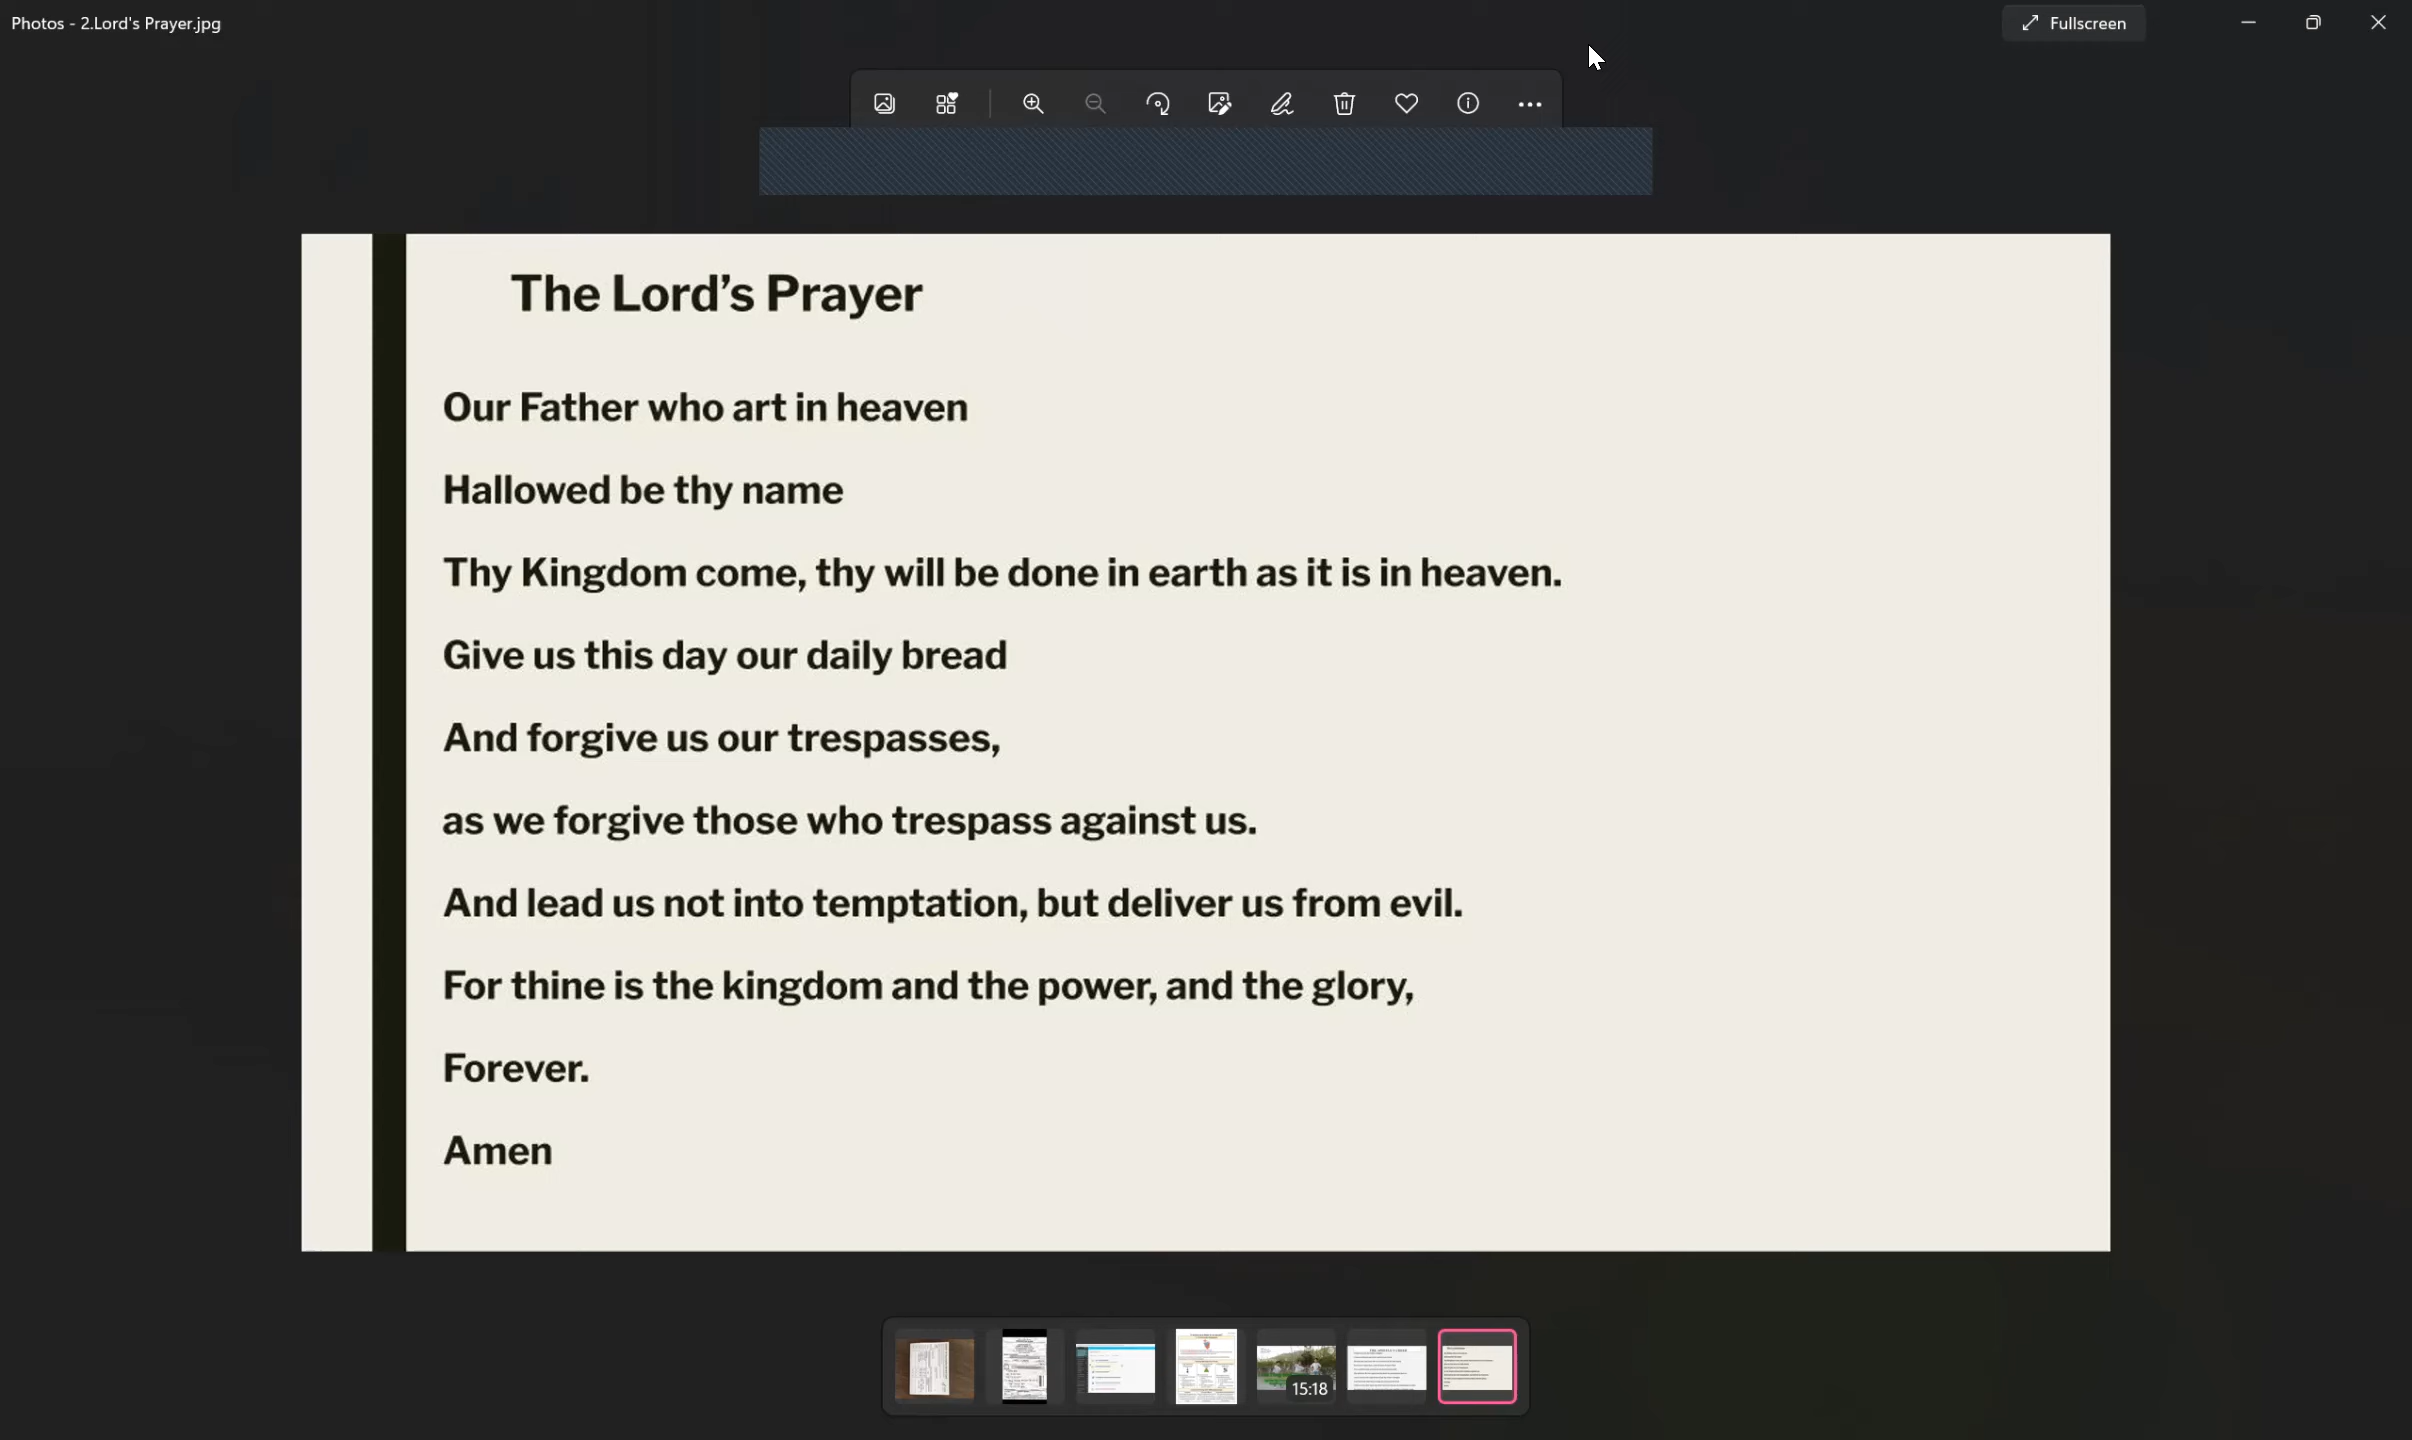 Photos - 2.Lord's Prayer.jpg
Fullscreen
The Lord’s Prayer
Our Father who art in heaven
Hallowed be thy name
Thy Kingdom come, thy will be done in earth as it is in heaven.
Give us this day our daily bread
And forgive us our trespasses,
as we forgive those who trespass against us.
And lead us not into temptation, but deliver us from evil.
For thine is the kingdom and the power, and the glory,
Forever.
Amen
15:18